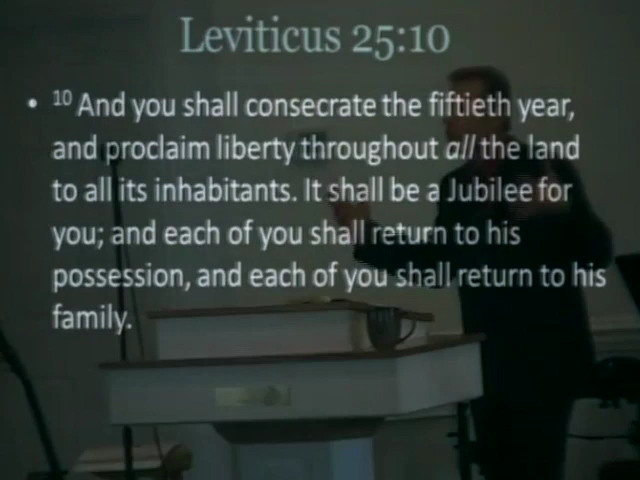 Leviticus 25:10
• 10 And you shall consecrate the fiftieth year,
and proclaim liberty throughout all the land
to all its inhabitants. It shall be a Jubilee for
you; and each of you shall return to his
possession, and each of you shall return to his
family.